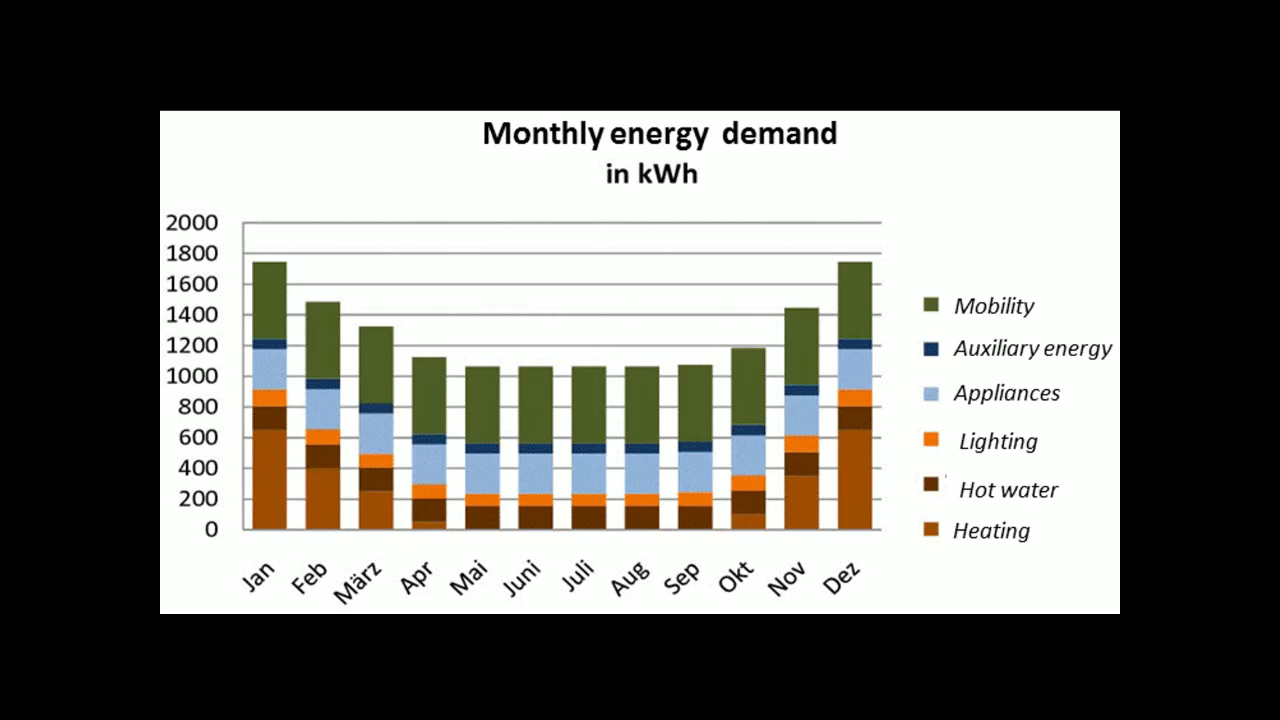 Monthly energy demand
in kWh
2000
1800
1600
1400
1200
1000
800
600
400
200
0
Jan Feb März Apr Mai Juni Juli Aug Sep Okt Nov Dez
Mobility
Auxiliary energy
Appliances
Lighting
Hot water
Heating